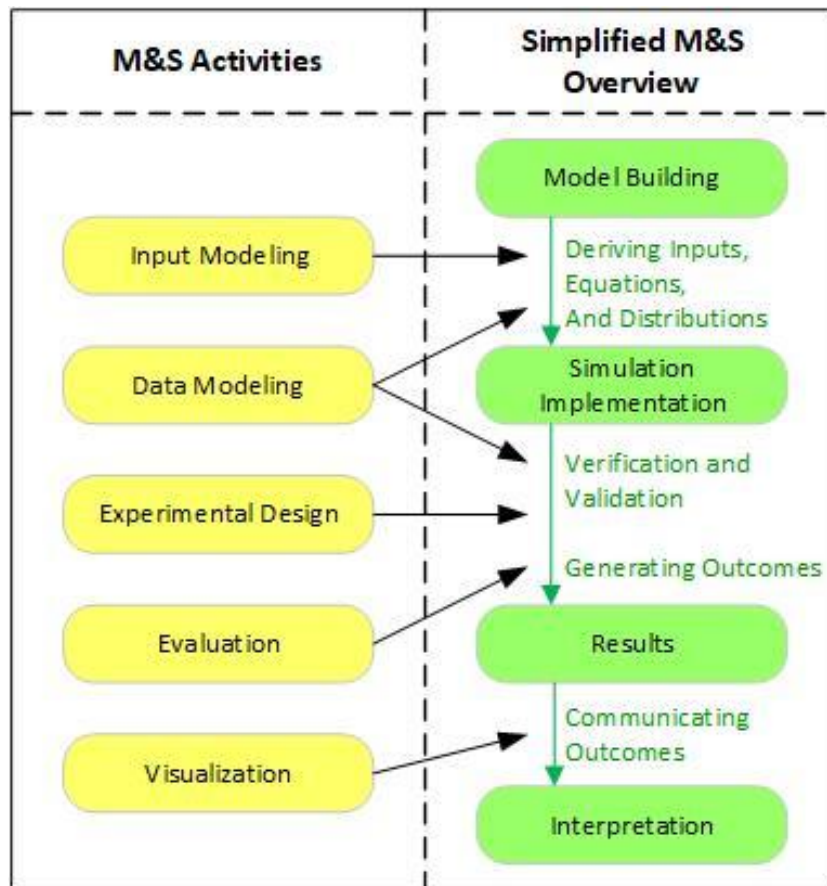 M&S Activities
Simplified M&S
Overview
Model Building
Input Modeling
Deriving Inputs,
Equations,
And Distributions
Data Modeling
Simulation
Implementation
Verification and
Validation
Experimental Design
Generating Outcomes
Evaluation
Results
Communicating
Outcomes
Visualization
Interpretation